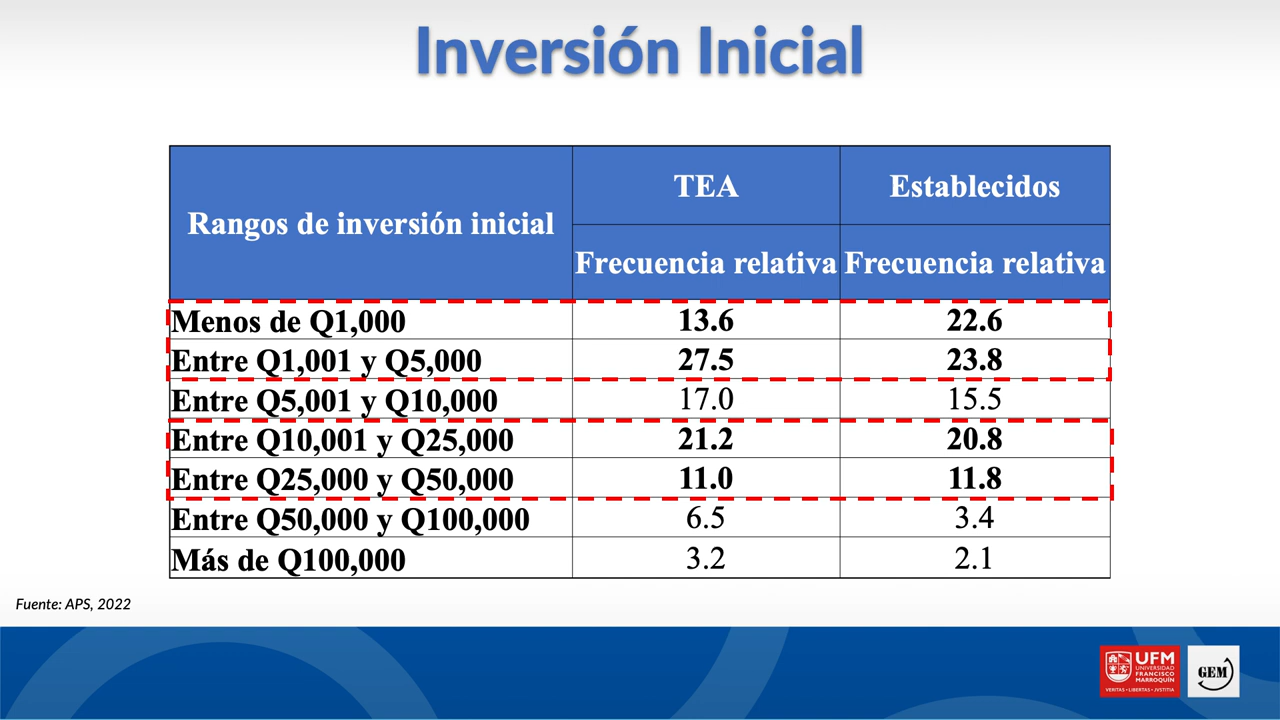 Inversión Inicial
Rangos de inversión inicial
TEA
Establecidos
Frecuencia relativa
Frecuencia relativa
Menos de Q1,000 13.6 22.6
Entre Q1,001 y Q5,000 27.5 23.8
Entre Q5,001 y Q10,000 17.0 15.5
Entre Q10,001 y Q25,000 21.2 20.8
Entre Q25,000 y Q50,000 11.0 11.8
Entre Q50,000 y Q100,000 6.5 3.4
Más de Q100,000 3.2 2.1
Fuente: APS, 2022
UFM
UNIVERSIDAD
FRANCISCO
MARROQUÍN
VERITAS • LIBERTAS • JVSTITIA
GEM